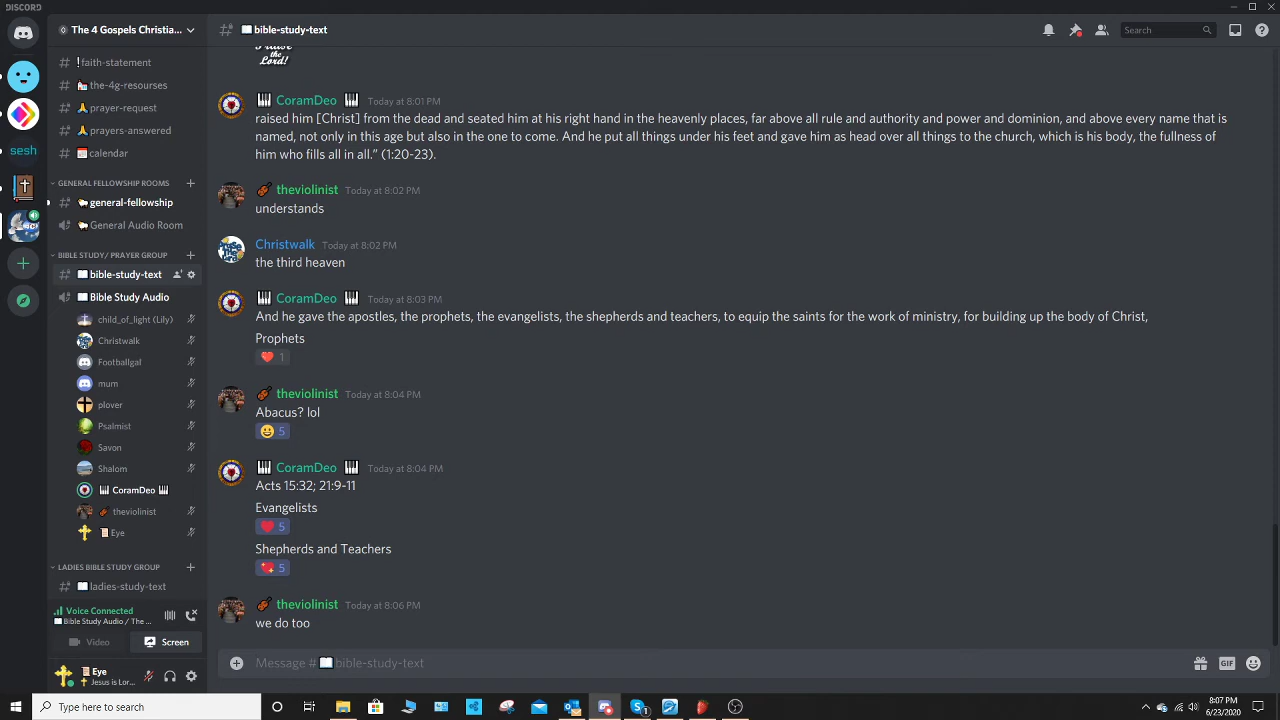 DISCORD
The 4 Gospels Christia...
bible-study-text
Search
faith-statement
the-4g-resourses
prayer-request
prayers-answered
calendar
GENERAL FELLOWSHIP ROOMS
general-fellowship
General Audio Room
BIBLE STUDY/ PRAYER GROUP
bible-study-text
Bible Study Audio
child_of_light (Lily)
Christwalk
Footballgal
mum
plover
Psalmist
Savon
Shalom
CoramDeo
theviolinist
Eye
LADIES BIBLE STUDY GROUP
ladies-study-text
Voice Connected
Bible Study Audio / The ...
Video
Screen
Eye
Jesus is Lor...
sesh
Praise
the
Lord!
CoramDeo Today at 8:01 PM
raised him [Christ] from the dead and seated him at his right hand in the heavenly places, far above all rule and authority and power and dominion, and above every name that is
named, not only in this age but also in the one to come. And he put all things under his feet and gave him as head over all things to the church, which is his body, the fullness of
him who fills all in all.” (1:20-23).
theviolinist Today at 8:02 PM
understands
Christwalk Today at 8:02 PM
the third heaven
CoramDeo Today at 8:03 PM
And he gave the apostles, the prophets, the evangelists, the shepherds and teachers, to equip the saints for the work of ministry, for building up the body of Christ,
Prophets
1
theviolinist Today at 8:04 PM
Abacus? lol
5
CoramDeo Today at 8:04 PM
Acts 15:32; 21:9-11
Evangelists
5
Shepherds and Teachers
5
theviolinist Today at 8:06 PM
we do too
Message # bible-study-text
GIF
Type here to search
8:07 PM
6/23/2020